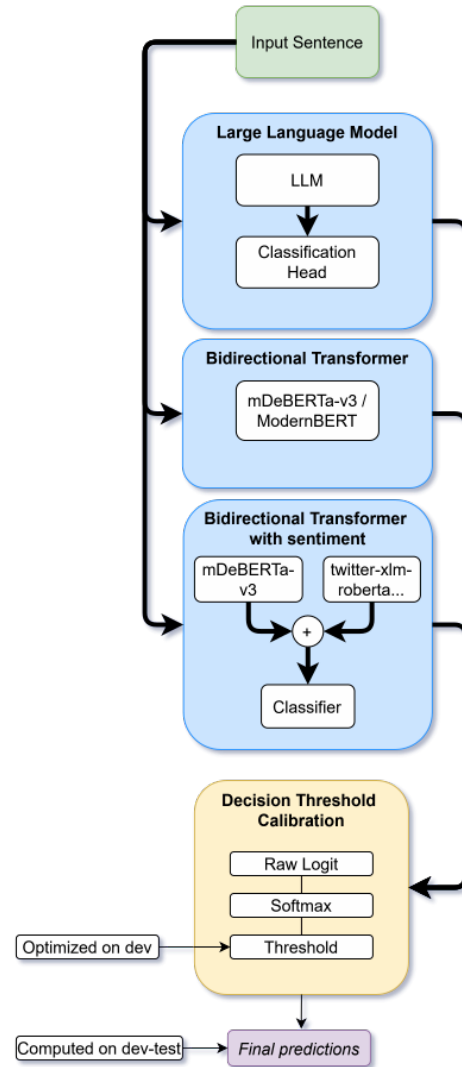 Input Sentence
Large Language Model
LLM
Classification
Head
Bidirectional Transformer
mDeBERTa-v3 /
ModernBERT
Bidirectional Transformer
with sentiment
mDeBERTa-
v3
twitter-xlm-
roberta...
+
Classifier
Decision Threshold
Calibration
Raw Logit
Softmax
Optimized on dev
Threshold
Computed on dev-test
Final predictions